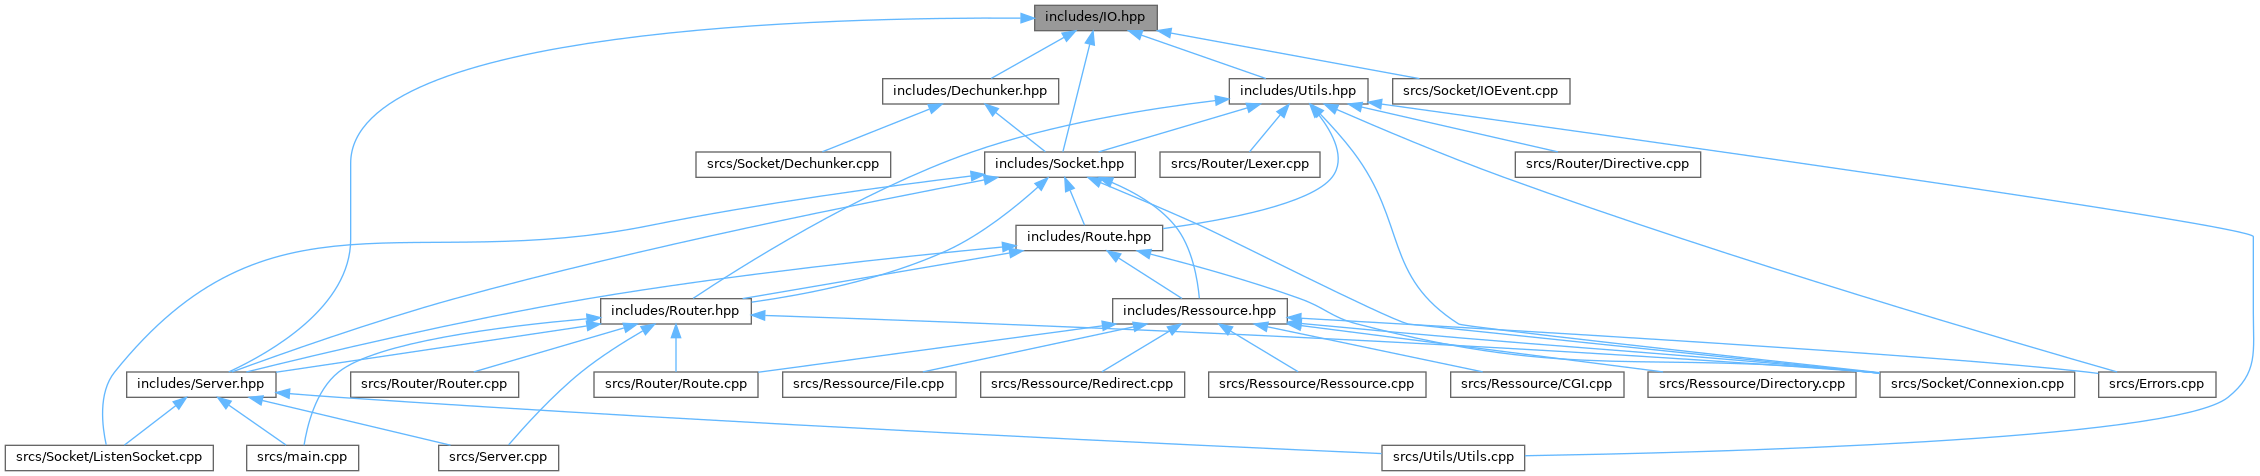 includes/IO.hpp
includes/Dechunker.hpp
includes/Utils.hpp
srcs/Socket/IOEvent.cpp
srcs/Socket/Dechunker.cpp
includes/Socket.hpp
srcs/Router/Lexer.cpp
srcs/Router/Directive.cpp
includes/Route.hpp
includes/Router.hpp
includes/Ressource.hpp
includes/Server.hpp
srcs/Router/Router.cpp
srcs/Router/Route.cpp
srcs/Ressource/File.cpp
srcs/Ressource/Redirect.cpp
srcs/Ressource/Ressource.cpp
srcs/Ressource/CGI.cpp
srcs/Ressource/Directory.cpp
srcs/Socket/Connexion.cpp
srcs/Errors.cpp
srcs/Socket/ListenSocket.cpp
srcs/main.cpp
srcs/Server.cpp
srcs/Utils/Utils.cpp